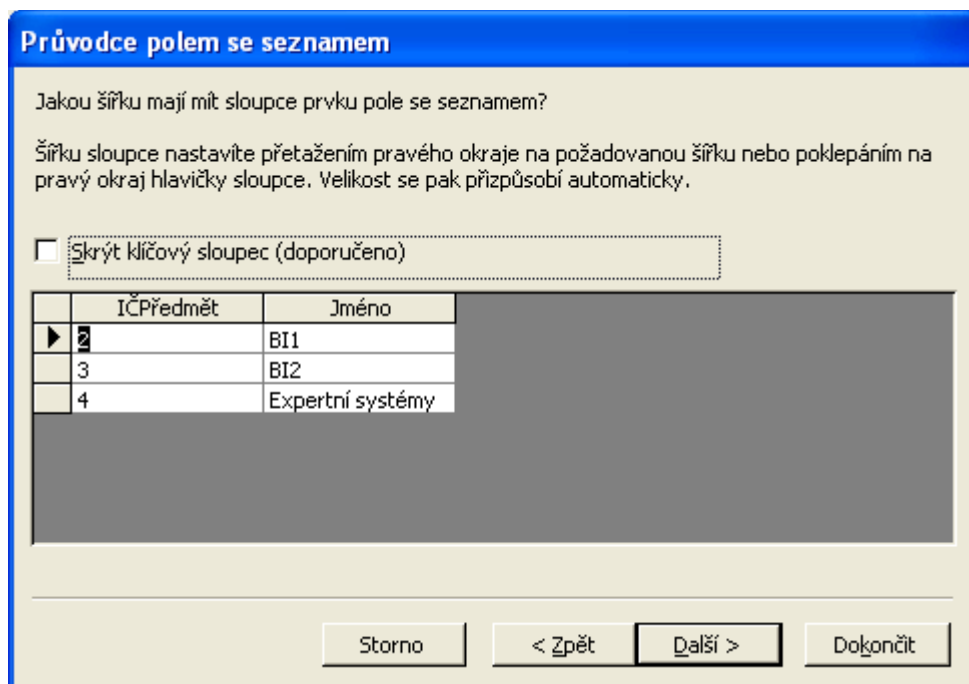 Průvodce polem se seznamem
Jakou šířku mají mít sloupce prvku pole se seznamem?
Šířku sloupce nastavíte přetažením pravého okraje na požadovanou šířku nebo poklepáním na
pravý okraj hlavičky sloupce. Velikost se pak přizpůsobí automaticky.
Skrýt klíčový sloupec (doporučeno)
IČPředmět Jméno
2 BI1
3 BI2
4 Expertní systémy
Storno < Zpět Další > Dokončit